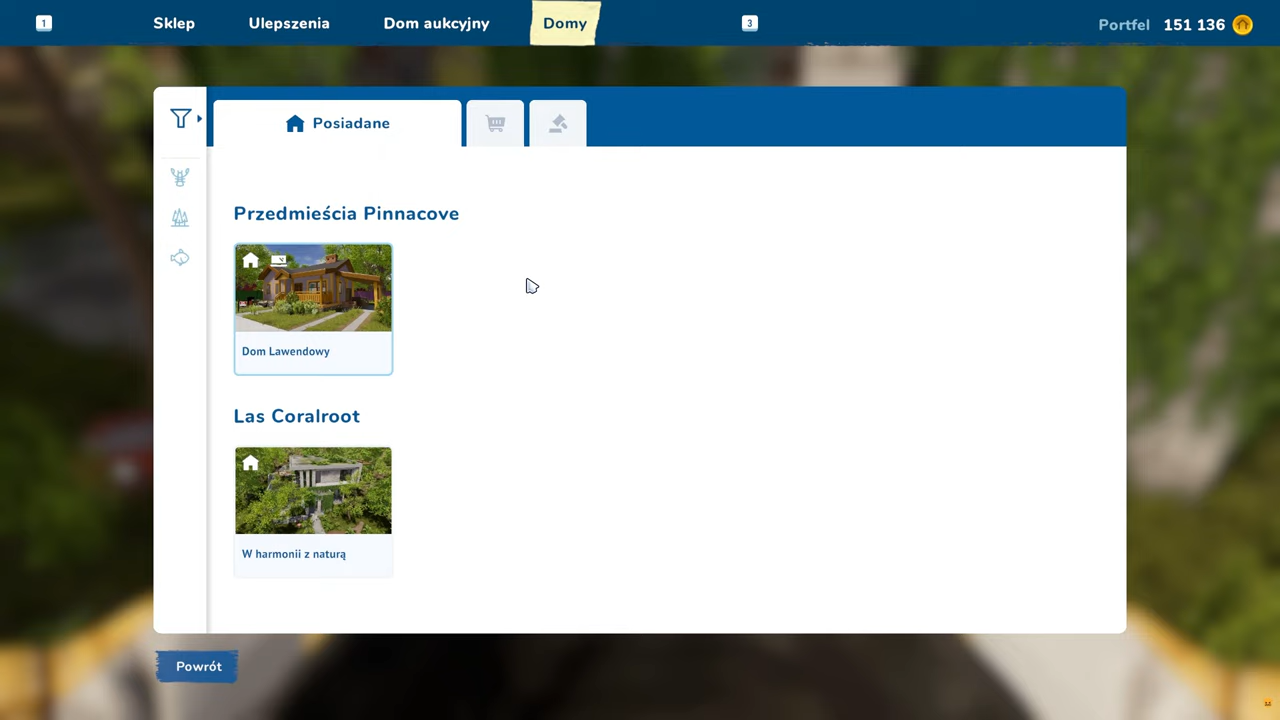 1 Sklep Ulepszenia Dom aukcyjny Domy 3 Portfel 151 136
Posiadane
Przedmieścia Pinnacove
Dom Lawendowy
Las Coralroot
W harmonii z naturą
Powrót